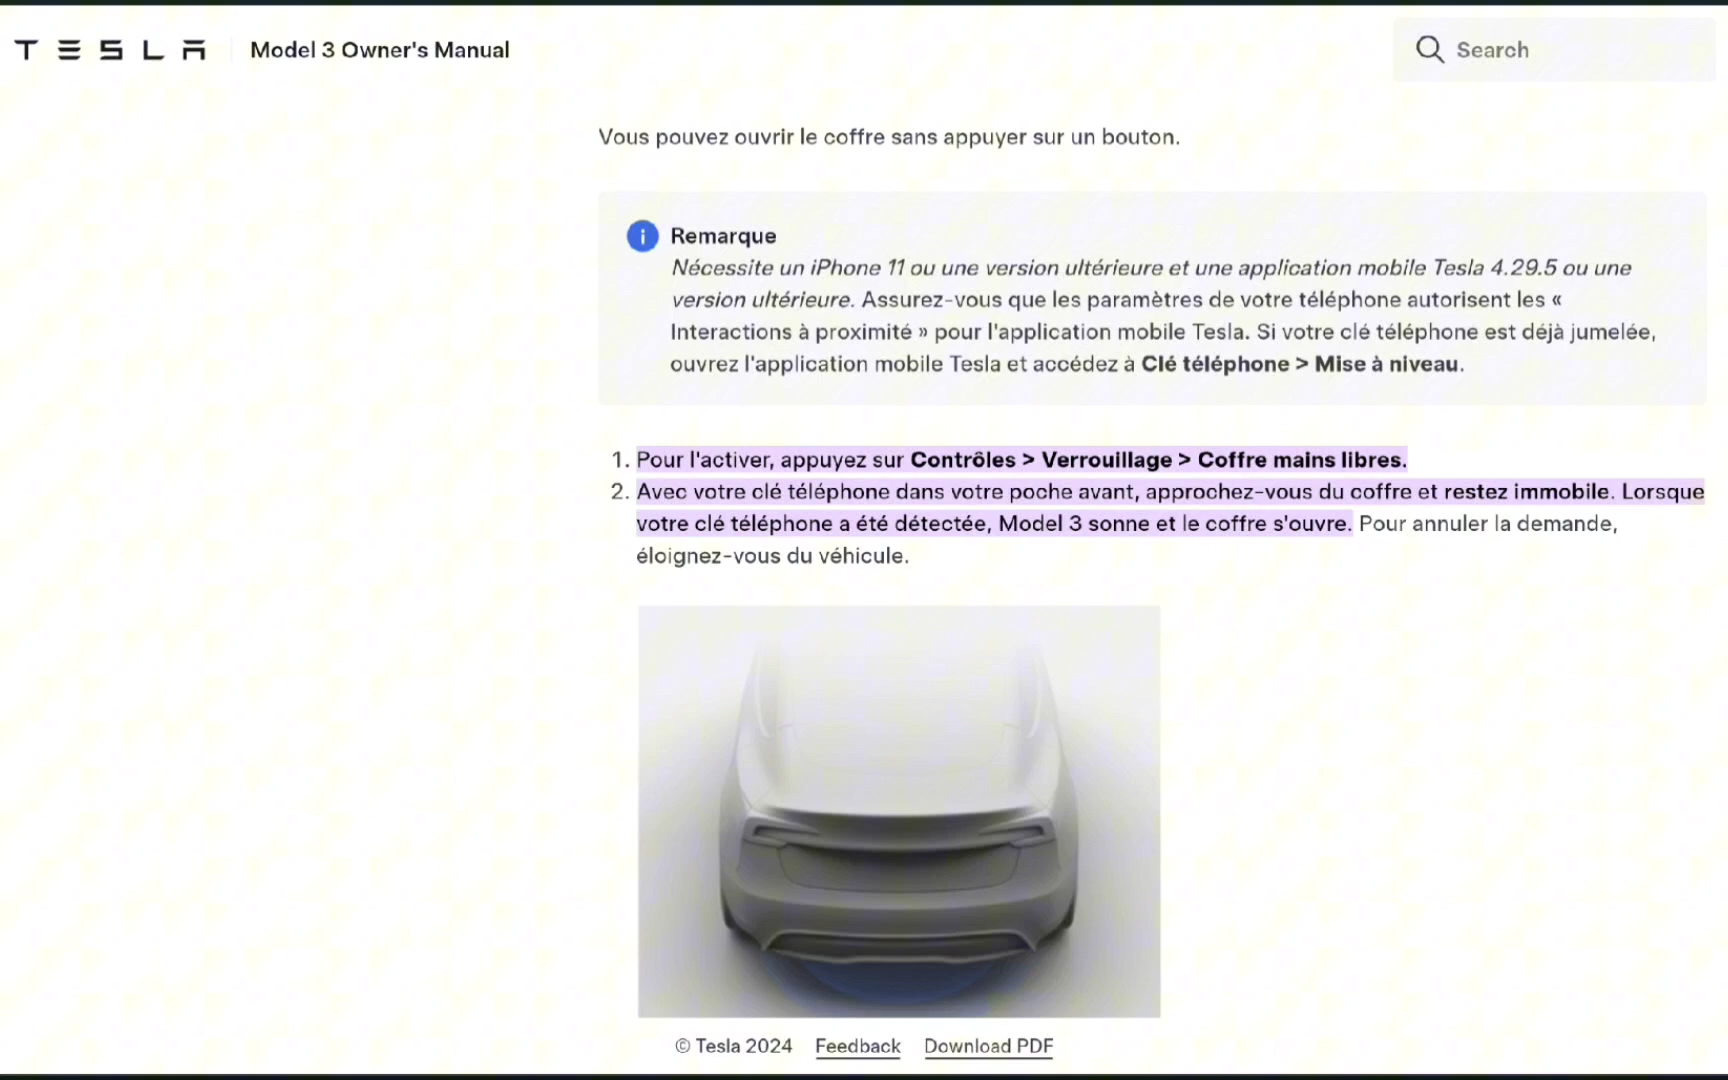 TESLA
Model 3 Owner's Manual
Search
Vous pouvez ouvrir le coffre sans appuyer sur un bouton.
Remarque
Nécessite un iPhone 11 ou une version ultérieure et une application mobile Tesla 4.29.5 ou une
version ultérieure. Assurez-vous que les paramètres de votre téléphone autorisent les «
Interactions à proximité » pour l'application mobile Tesla. Si votre clé téléphone est déjà jumelée,
ouvrez l'application mobile Tesla et accédez à Clé téléphone > Mise à niveau.
1. Pour l'activer, appuyez sur Contrôles > Verrouillage > Coffre mains libres.
2. Avec votre clé téléphone dans votre poche avant, approchez-vous du coffre et restez immobile. Lorsque
votre clé téléphone a été détectée, Model 3 sonne et le coffre s'ouvre. Pour annuler la demande,
éloignez-vous du véhicule.
© Tesla 2024 Feedback Download PDF